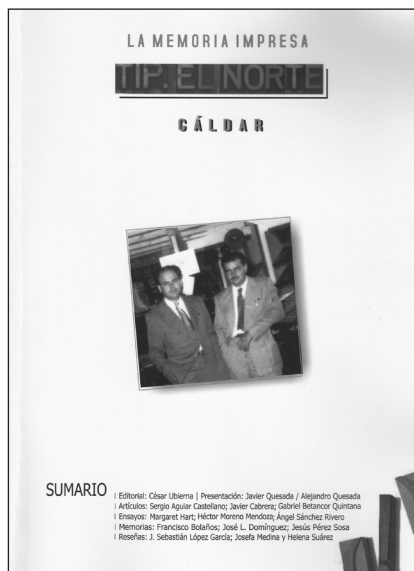 LA MEMORIA IMPRESA
TIP. EL NORTE
GÁLDAR
SUMARIO
| Editorial: César Ubierna | Presentación: Javier Quesada / Alejandro Quesada
| Artículos: Sergio Aguiar Castellano; Javier Cabrera; Gabriel Betancor Quintana
| Ensayos: Margaret Hart; Héctor Moreno Mendoza; Ángel Sánchez Rivero
| Memorias: Francisco Bolaños; José L. Domínguez; Jesús Pérez Sosa
| Reseñas: J. Sebastián López García; Josefa Medina y Helena Suárez